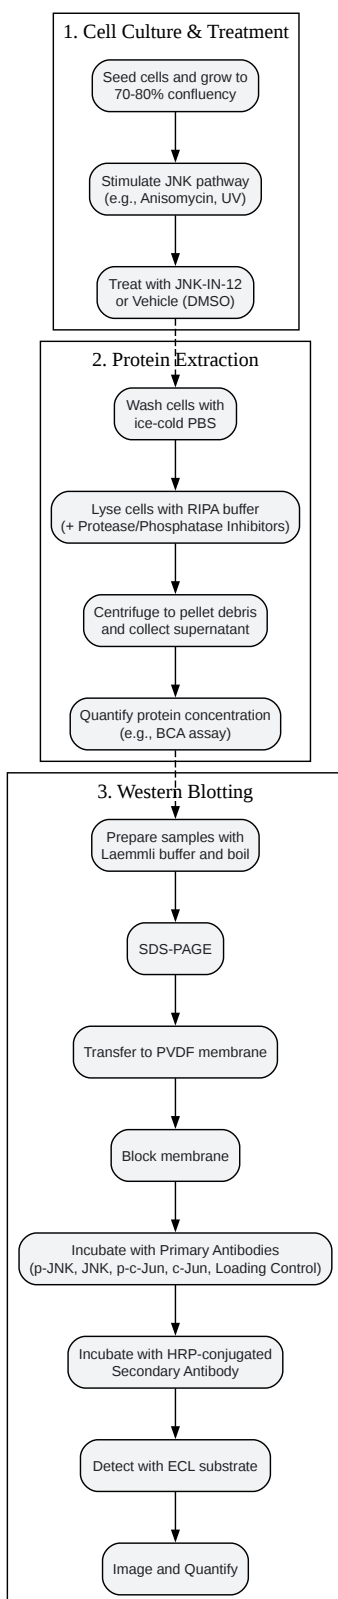 1. Cell Culture & Treatment
Seed cells and grow to
70-80% confluency
Stimulate JNK pathway
(e.g., Anisomycin, UV)
Treat with JNK-IN-12
or Vehicle (DMSO)
2. Protein Extraction
Wash cells with
ice-cold PBS
Lyse cells with RIPA buffer
(+ Protease/Phosphatase Inhibitors)
Centrifuge to pellet debris
and collect supernatant
Quantify protein concentration
(e.g., BCA assay)
3. Western Blotting
Prepare samples with
Laemmli buffer and boil
SDS-PAGE
Transfer to PVDF membrane
Block membrane
Incubate with Primary Antibodies
(p-JNK, JNK, p-c-Jun, c-Jun, Loading Control)
Incubate with HRP-conjugated
Secondary Antibody
Detect with ECL substrate
Image and Quantify